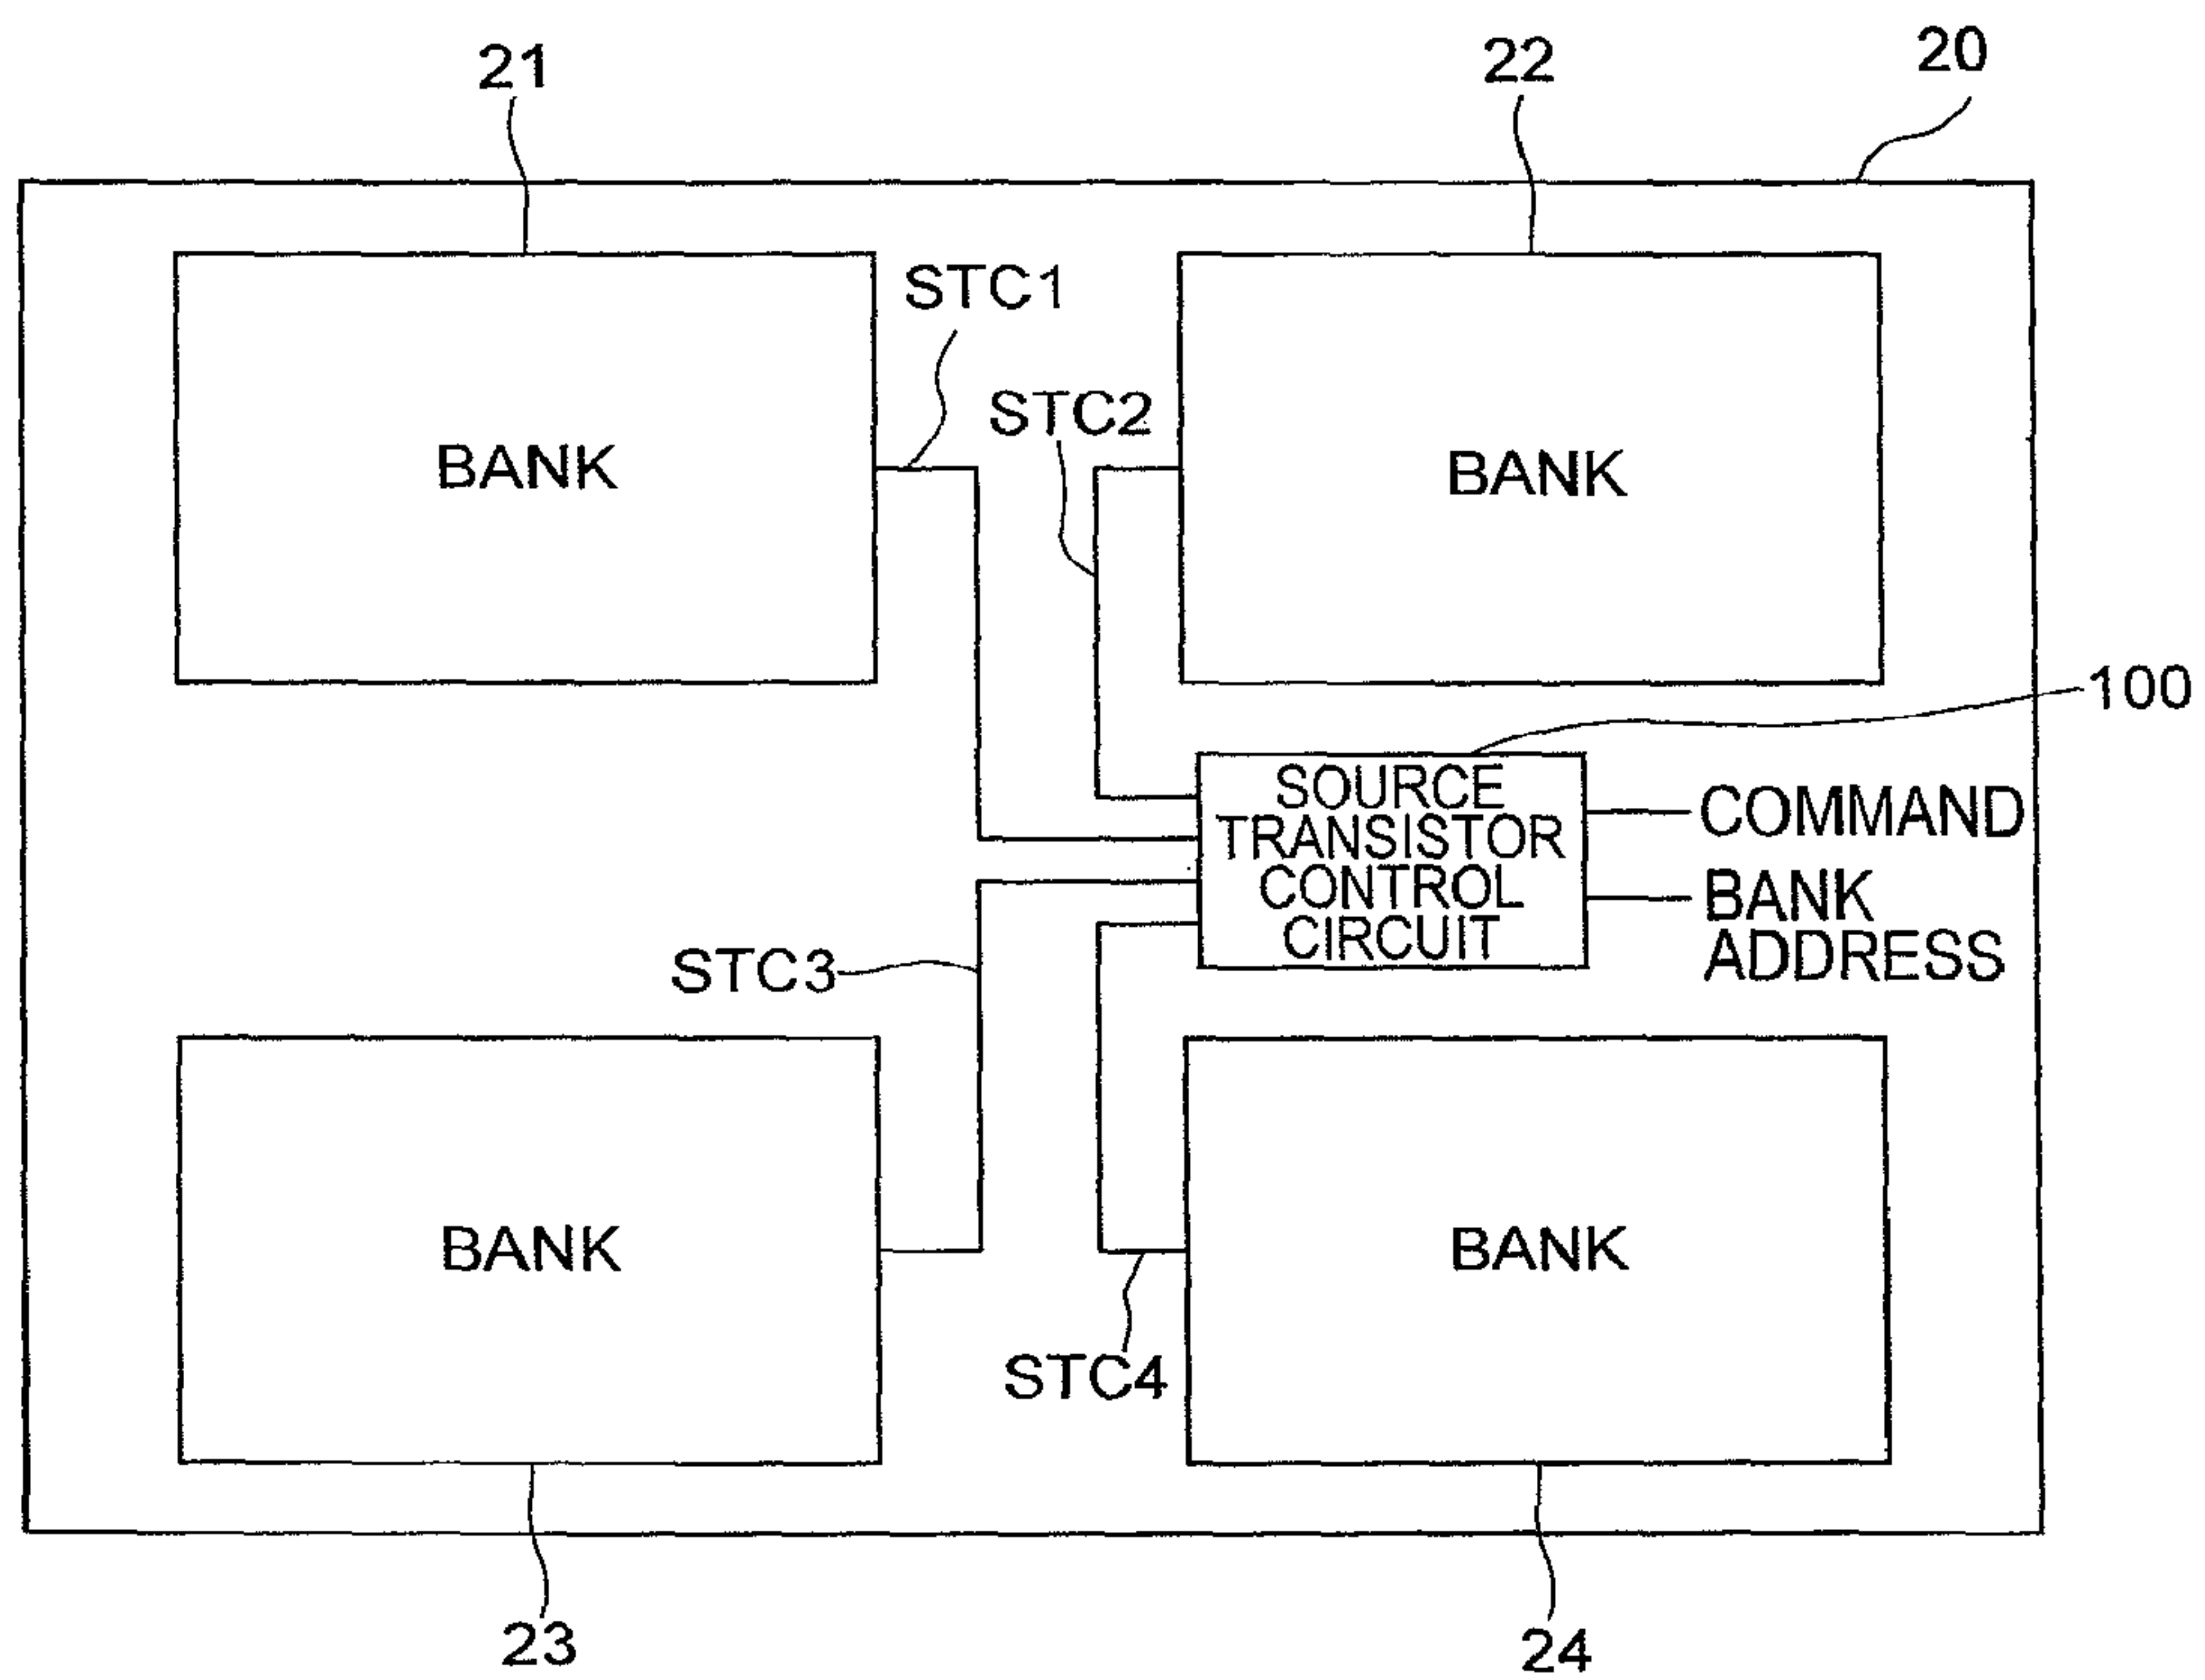 21
22
20
STC1
STC2
BANK
BANK
100
SOURCE
TRANSISTOR
CONTROL
CIRCUIT
COMMAND
BANK
ADDRESS
STC3
BANK
BANK
STC4
23
24